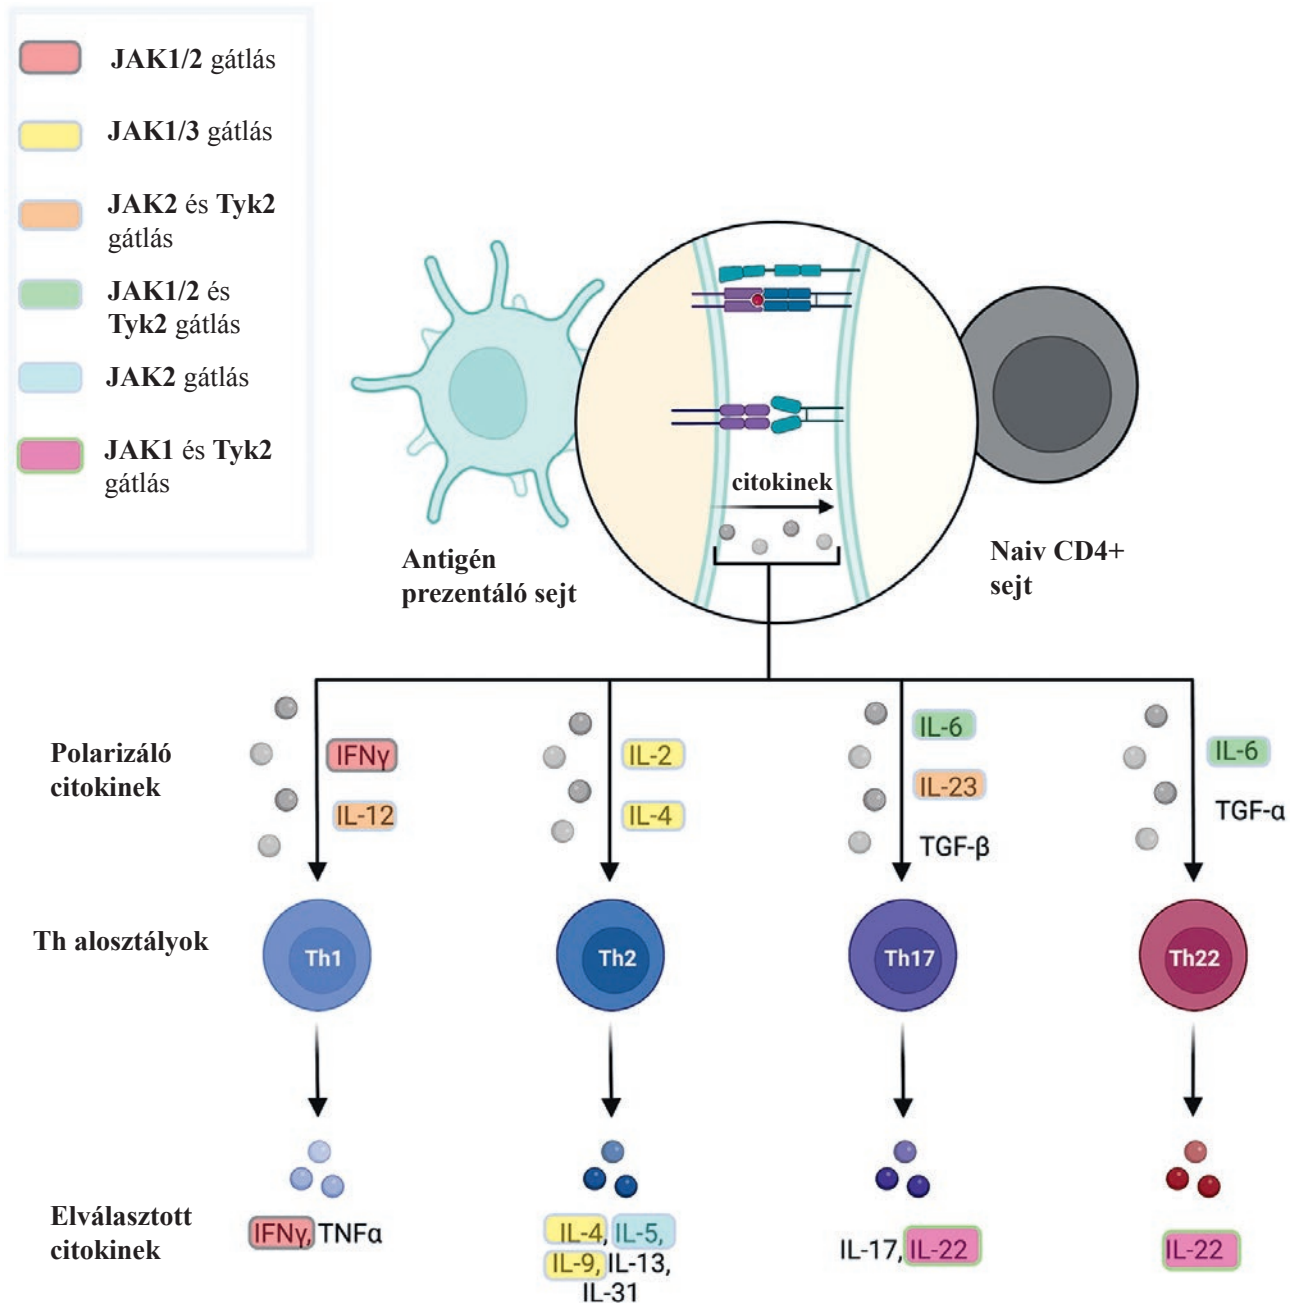 JAK1/2 gátlás
JAK1/3 gátlás
JAK2 és Tyk2
gátlás
JAK1/2 és
Tyk2 gátlás
JAK2 gátlás
JAK1 és Tyk2
gátlás
citokinek
Antigén
prezentáló sejt
Naiv CD4+
sejt
Polarizáló
citokinek
IFNγ
IL-12
IL-2
IL-4
IL-6
IL-23
TGF-β
IL-6
TGF-α
Th alosztályok
Th1
Th2
Th17
Th22
Elválasztott
citokinek
IFNγ, TNFα
IL-4, IL-5,
IL-9, IL-13,
IL-31
IL-17, IL-22
IL-22